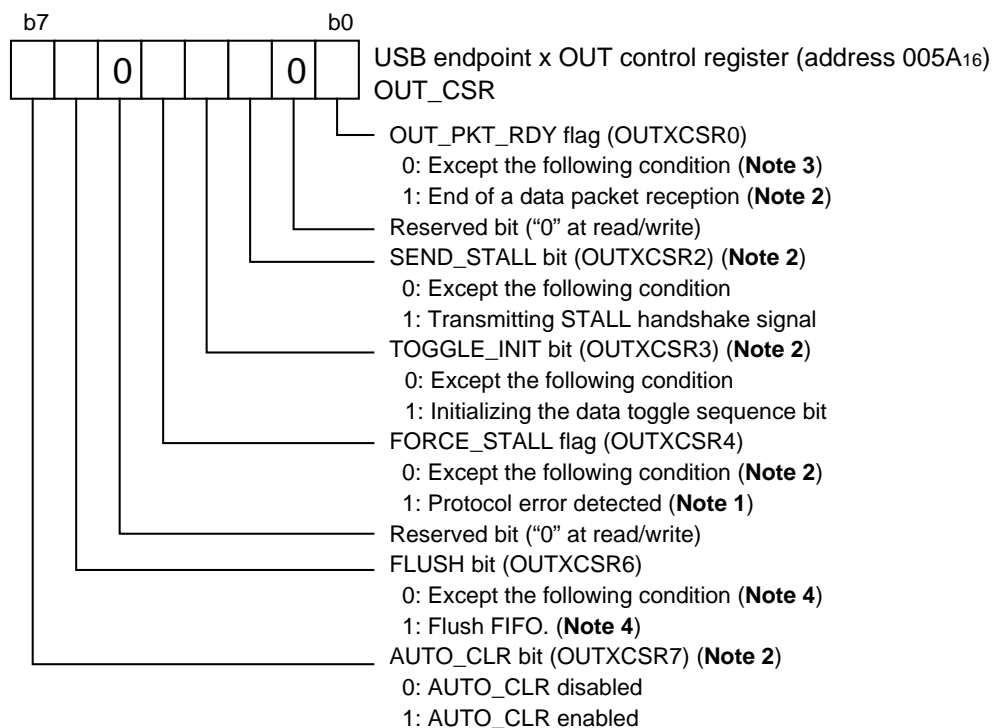 b7 b0
0 0 USB endpoint x OUT control register (address 005A16)
OUT_CSR
OUT_PKT_RDY flag (OUTXCSR0)
0: Except the following condition (Note 3)
1: End of a data packet reception (Note 2)
Reserved bit (“0” at read/write)
SEND_STALL bit (OUTXCSR2) (Note 2)
0: Except the following condition
1: Transmitting STALL handshake signal
TOGGLE_INIT bit (OUTXCSR3) (Note 2)
0: Except the following condition
1: Initializing the data toggle sequence bit
FORCE_STALL flag (OUTXCSR4)
0: Except the following condition (Note 2)
1: Protocol error detected (Note 1)
Reserved bit (“0” at read/write)
FLUSH bit (OUTXCSR6)
0: Except the following condition (Note 4)
1: Flush FIFO. (Note 4)
AUTO_CLR bit (OUTXCSR7) (Note 2)
0: AUTO_CLR disabled
1: AUTO_CLR enabled